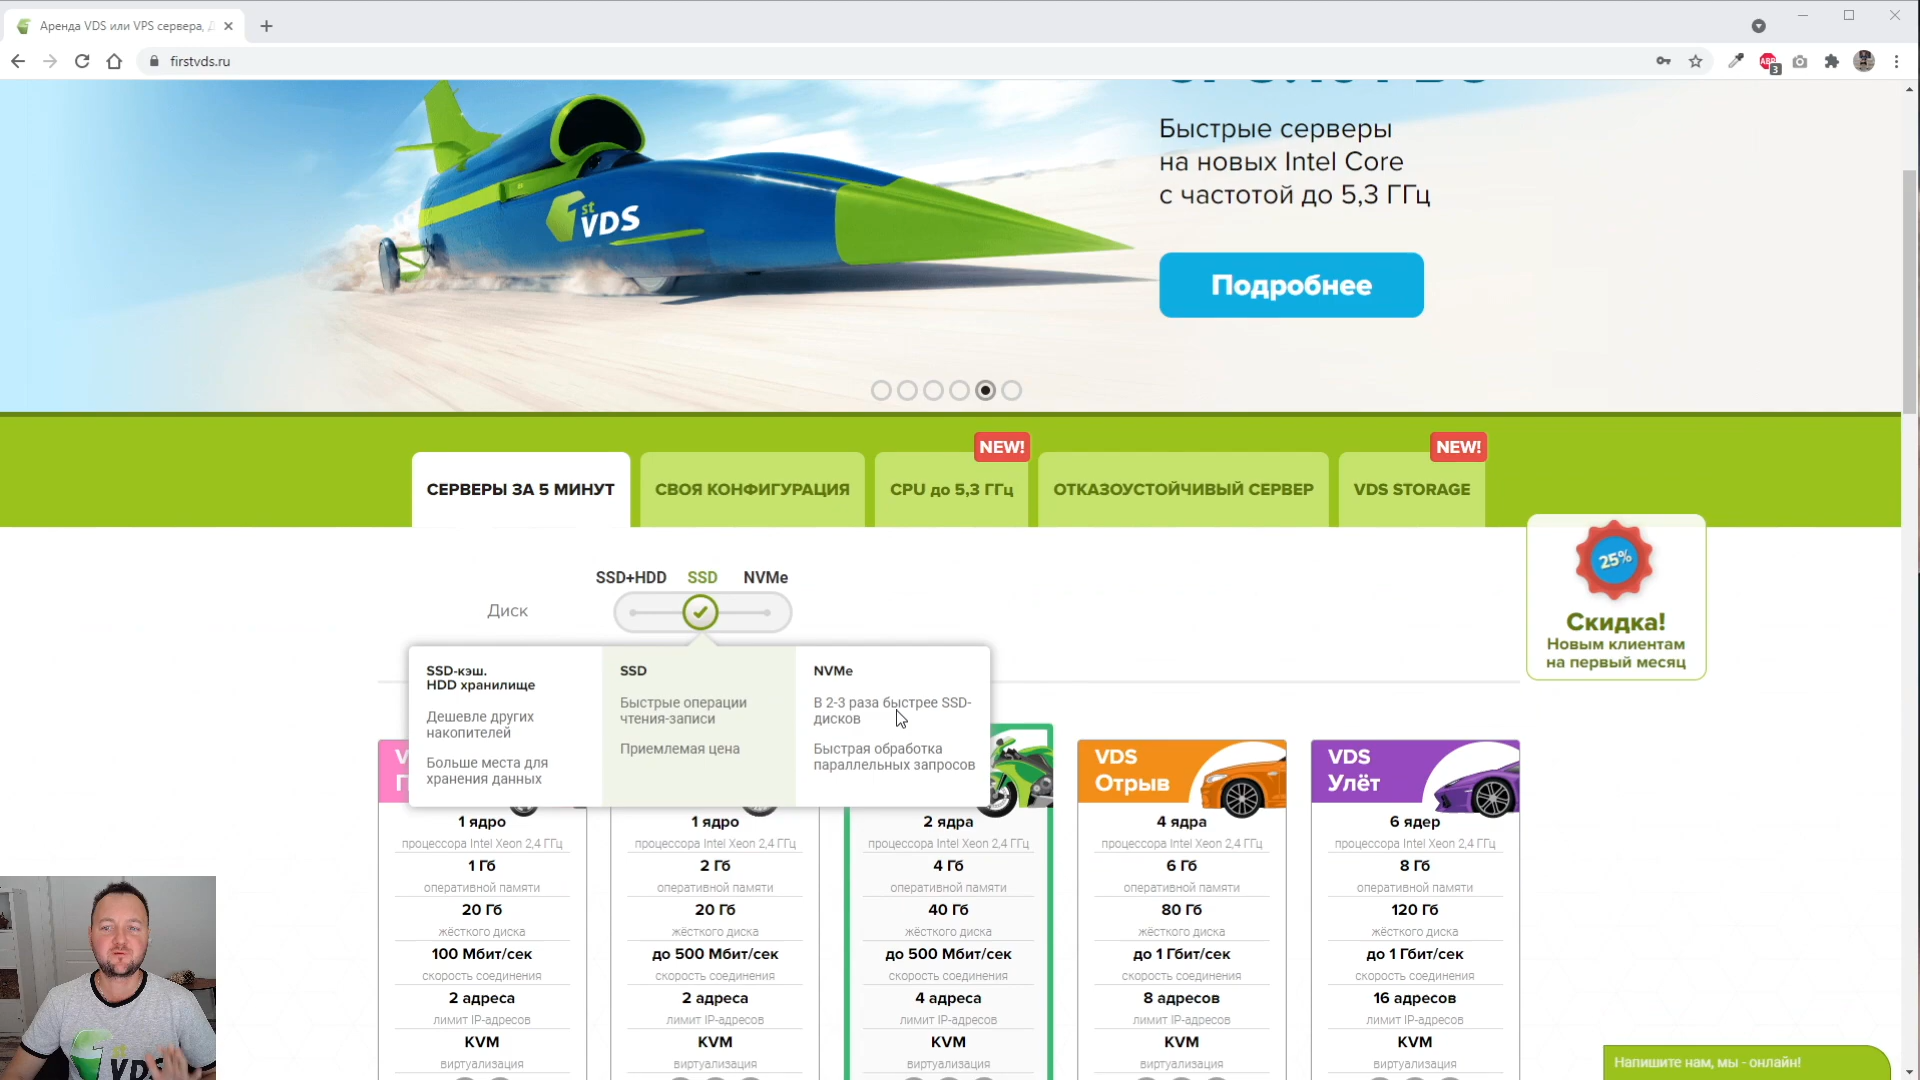 Аренда VDS или VPS сервера, Д
firstvds.ru
ABP
3
Быстрые серверы
на новых Intel Core
с частотой до 5,3 ГГц
Подробнее
1st VDS
NEW!
NEW!
СЕРВЕРЫ ЗА 5 МИНУТ
СВОЯ КОНФИГУРАЦИЯ
CPU до 5,3 ГГц
ОТКАЗОУСТОЙЧИВЫЙ СЕРВЕР
VDS STORAGE
25%
Скидка!
Новым клиентам
на первый месяц
SSD+HDD SSD NVMe
Диск
SSD-кэш.
HDD хранилище
Дешевле других
накопителей
Больше места для
хранения данных
SSD
Быстрые операции
чтения-записи
Приемлемая цена
NVMe
В 2-3 раза быстрее SSD-
дисков
Быстрая обработка
параллельных запросов
1 ядро
процессора Intel Xeon 2,4 ГГц
1 Гб
оперативной памяти
20 Гб
жёсткого диска
100 Мбит/сек
скорость соединения
2 адреса
лимит IP-адресов
KVM
виртуализация
1 ядро
процессора Intel Xeon 2,4 ГГц
2 Гб
оперативной памяти
20 Гб
жёсткого диска
до 500 Мбит/сек
скорость соединения
2 адреса
лимит IP-адресов
KVM
виртуализация
2 ядра
процессора Intel Xeon 2,4 ГГц
4 Гб
оперативной памяти
40 Гб
жёсткого диска
до 500 Мбит/сек
скорость соединения
4 адреса
лимит IP-адресов
KVM
виртуализация
VDS
Отрыв
4 ядра
процессора Intel Xeon 2,4 ГГц
6 Гб
оперативной памяти
80 Гб
жёсткого диска
до 1 Гбит/сек
скорость соединения
8 адресов
лимит IP-адресов
KVM
виртуализация
VDS
Улёт
6 ядер
процессора Intel Xeon 2,4 ГГц
8 Гб
оперативной памяти
120 Гб
жёсткого диска
до 1 Гбит/сек
скорость соединения
16 адресов
лимит IP-адресов
KVM
виртуализация
Напишите нам, мы - онлайн!
st
VDS